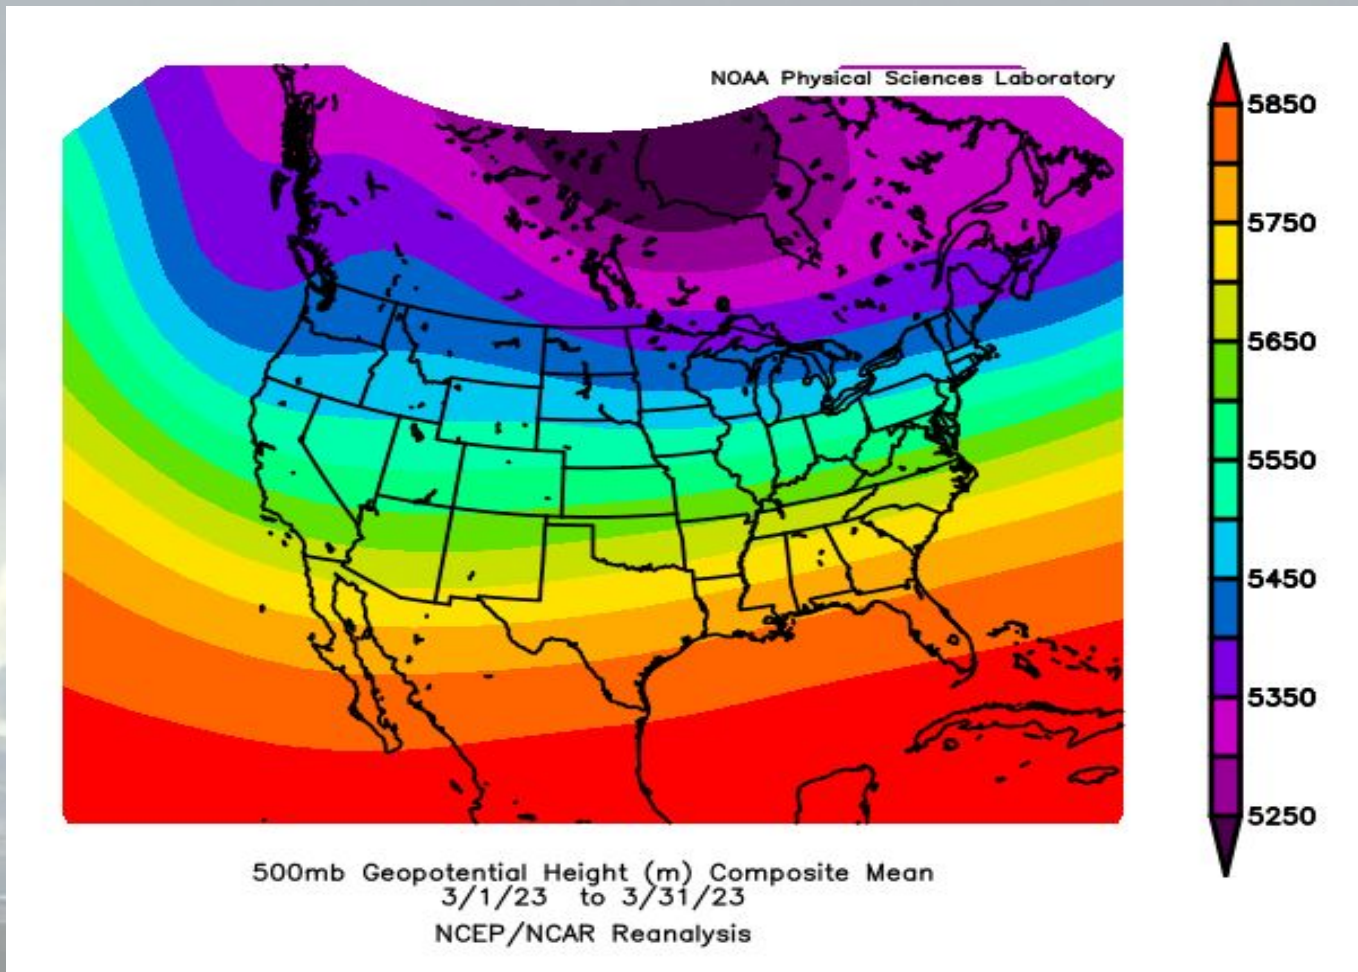 NOAA Physical Sciences Laboratory
5850
5750
5650
5550
5450
5350
5250
500mb Geopotential Height (m) Composite Mean
3/1/23 to 3/31/23
NCEP/NCAR Reanalysis